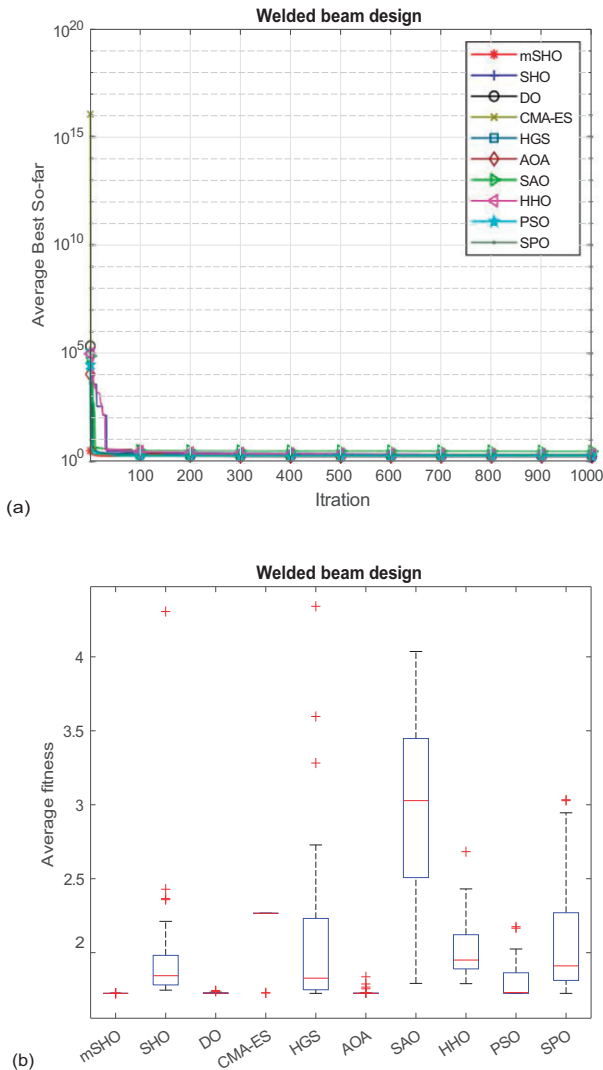 Welded beam design
10^20
10^15
10^10
10^5
10^0
Average Best So-far
mSHO
SHO
DO
CMA-ES
HGS
AOA
SAO
HHO
PSO
SPO
100 200 300 400 500 600 700 800 900 1000
Itration
(a)
Welded beam design
4
3.5
3
2.5
2
Average fitness
mSHO SHO DO CMA-ES HGS AOA SAO HHO PSO SPO
(b)